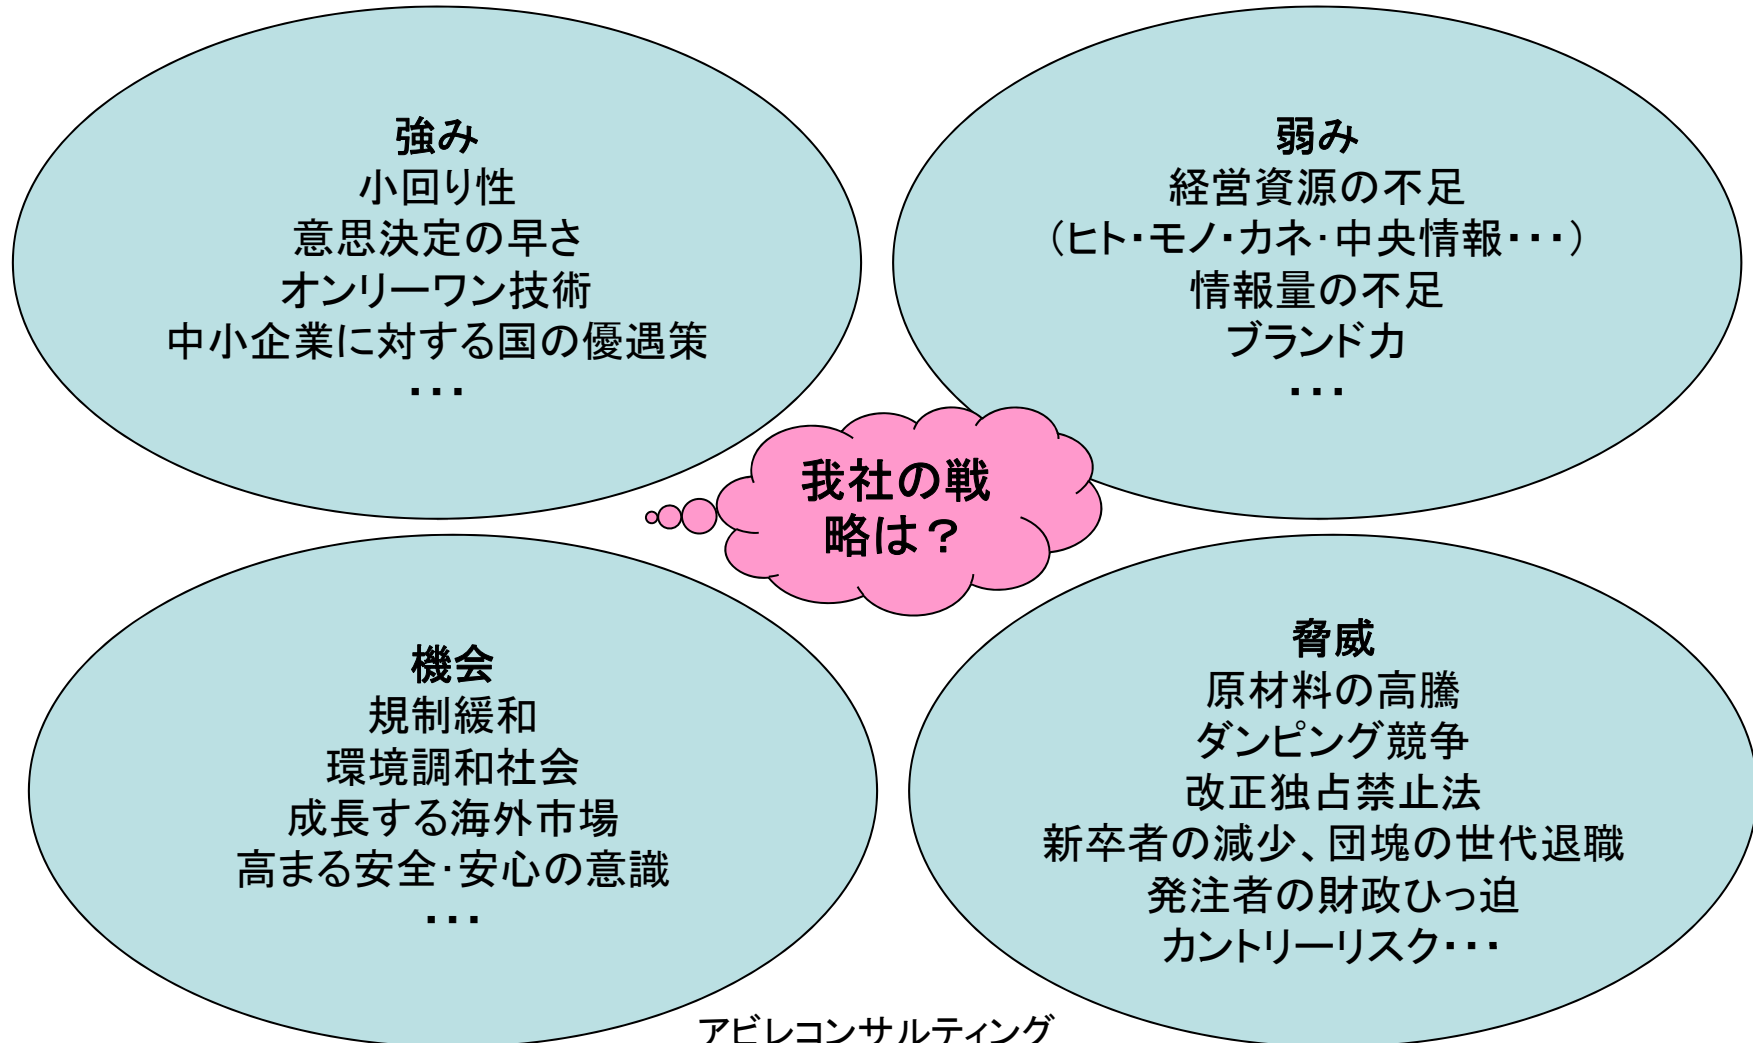 強み
小回り性
意思決定の早さ
オンリーワン技術
中小企業に対する国の優遇策
・・・
弱み
経営資源の不足
（ヒト・モノ・カネ・中央情報・・・）
情報量の不足
ブランド力
・・・
我社の戦
略は？
機会
規制緩和
環境調和社会
成長する海外市場
高まる安全・安心の意識
・・・
脅威
原材料の高騰
ダンピング競争
改正独占禁止法
新卒者の減少、団塊の世代退職
発注者の財政ひっ迫
カントリーリスク・・・
アビレコンサルティング